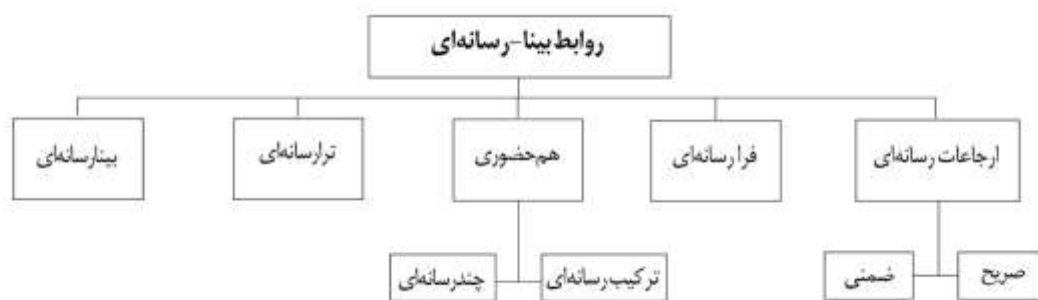 روابط بینا-رسانه‌ای
ارجاعات رسانه‌ای
فرارسانه‌ای
هم‌حضوری
ترارسانه‌ای
بینارسانه‌ای
صریح
ضمنی
ترکیب رسانه‌ای
چندرسانه‌ای